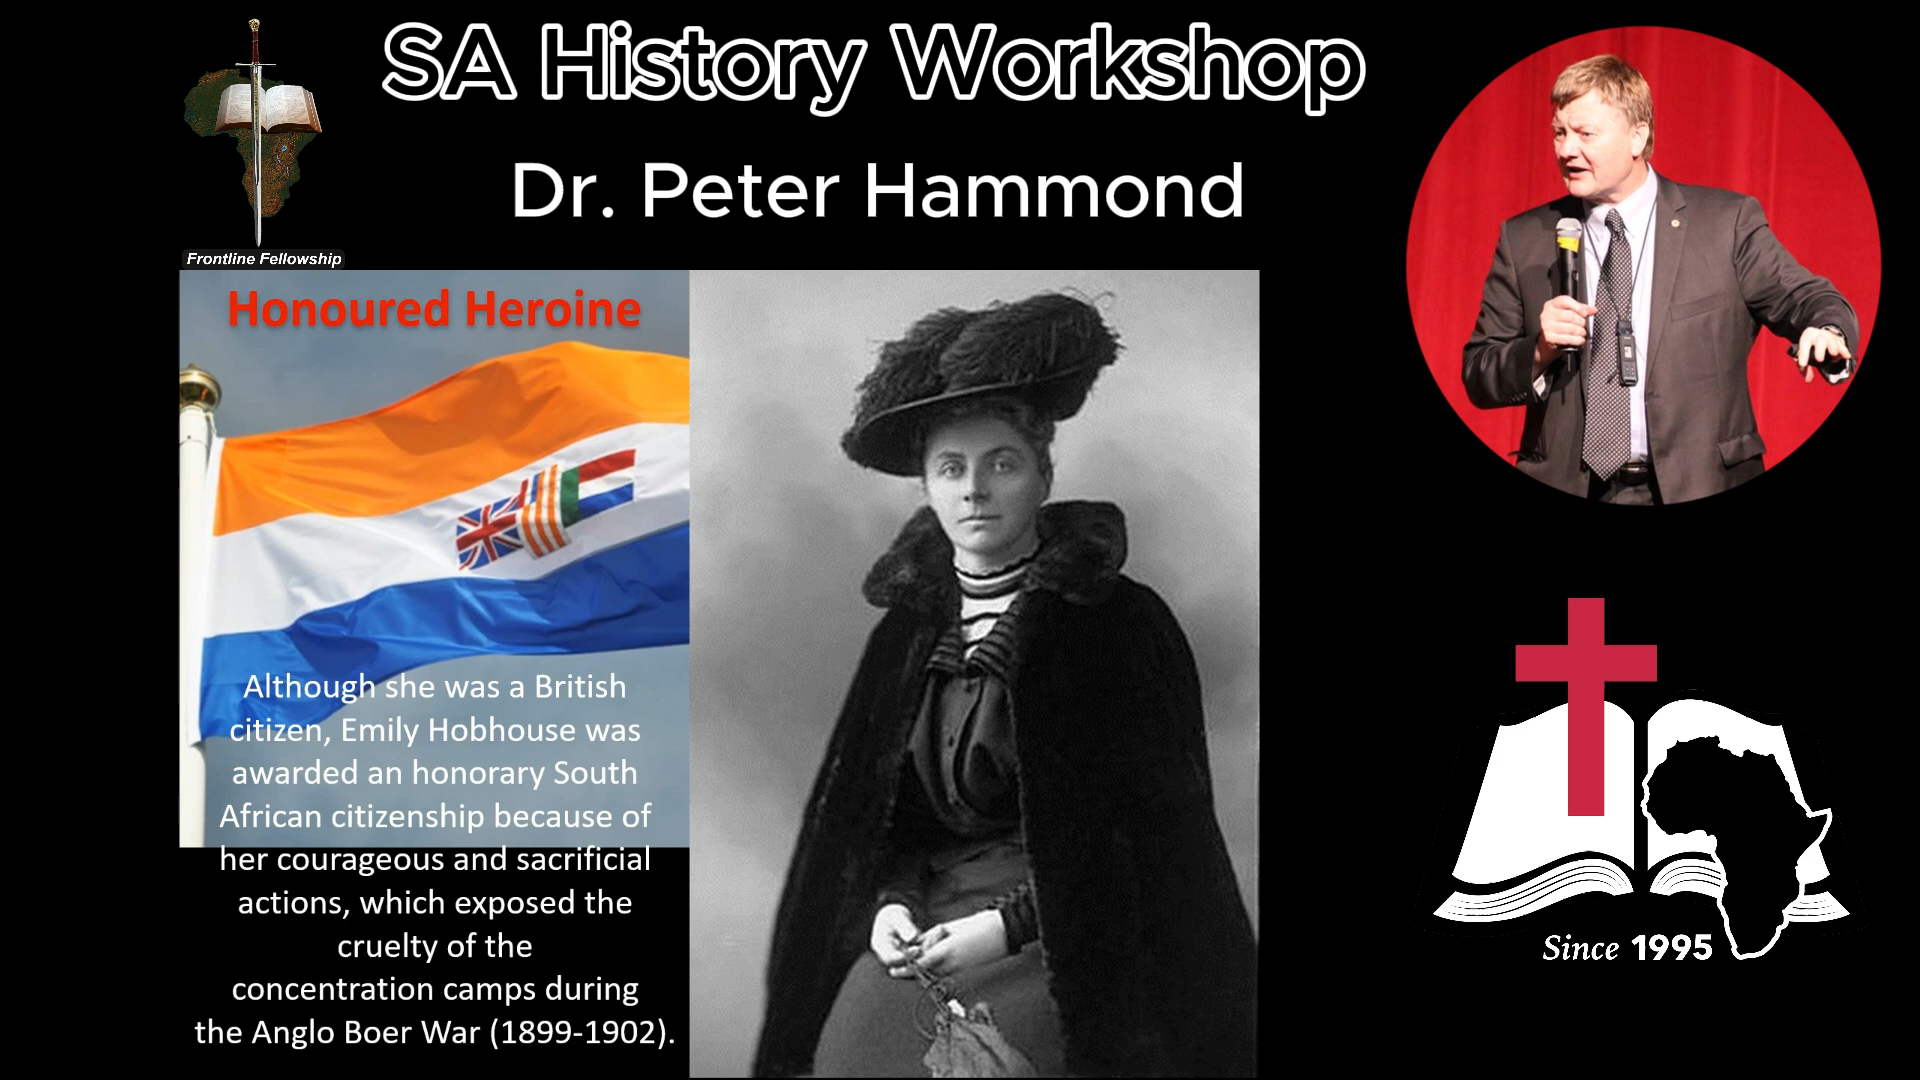 SA History Workshop
Dr. Peter Hammond
Frontline Fellowship
Honoured Heroine
Although she was a British
citizen, Emily Hobhouse was
awarded an honorary South
African citizenship because of
her courageous and sacrificial
actions, which exposed the
cruelty of the
concentration camps during
the Anglo Boer War (1899-1902).
Since 1995